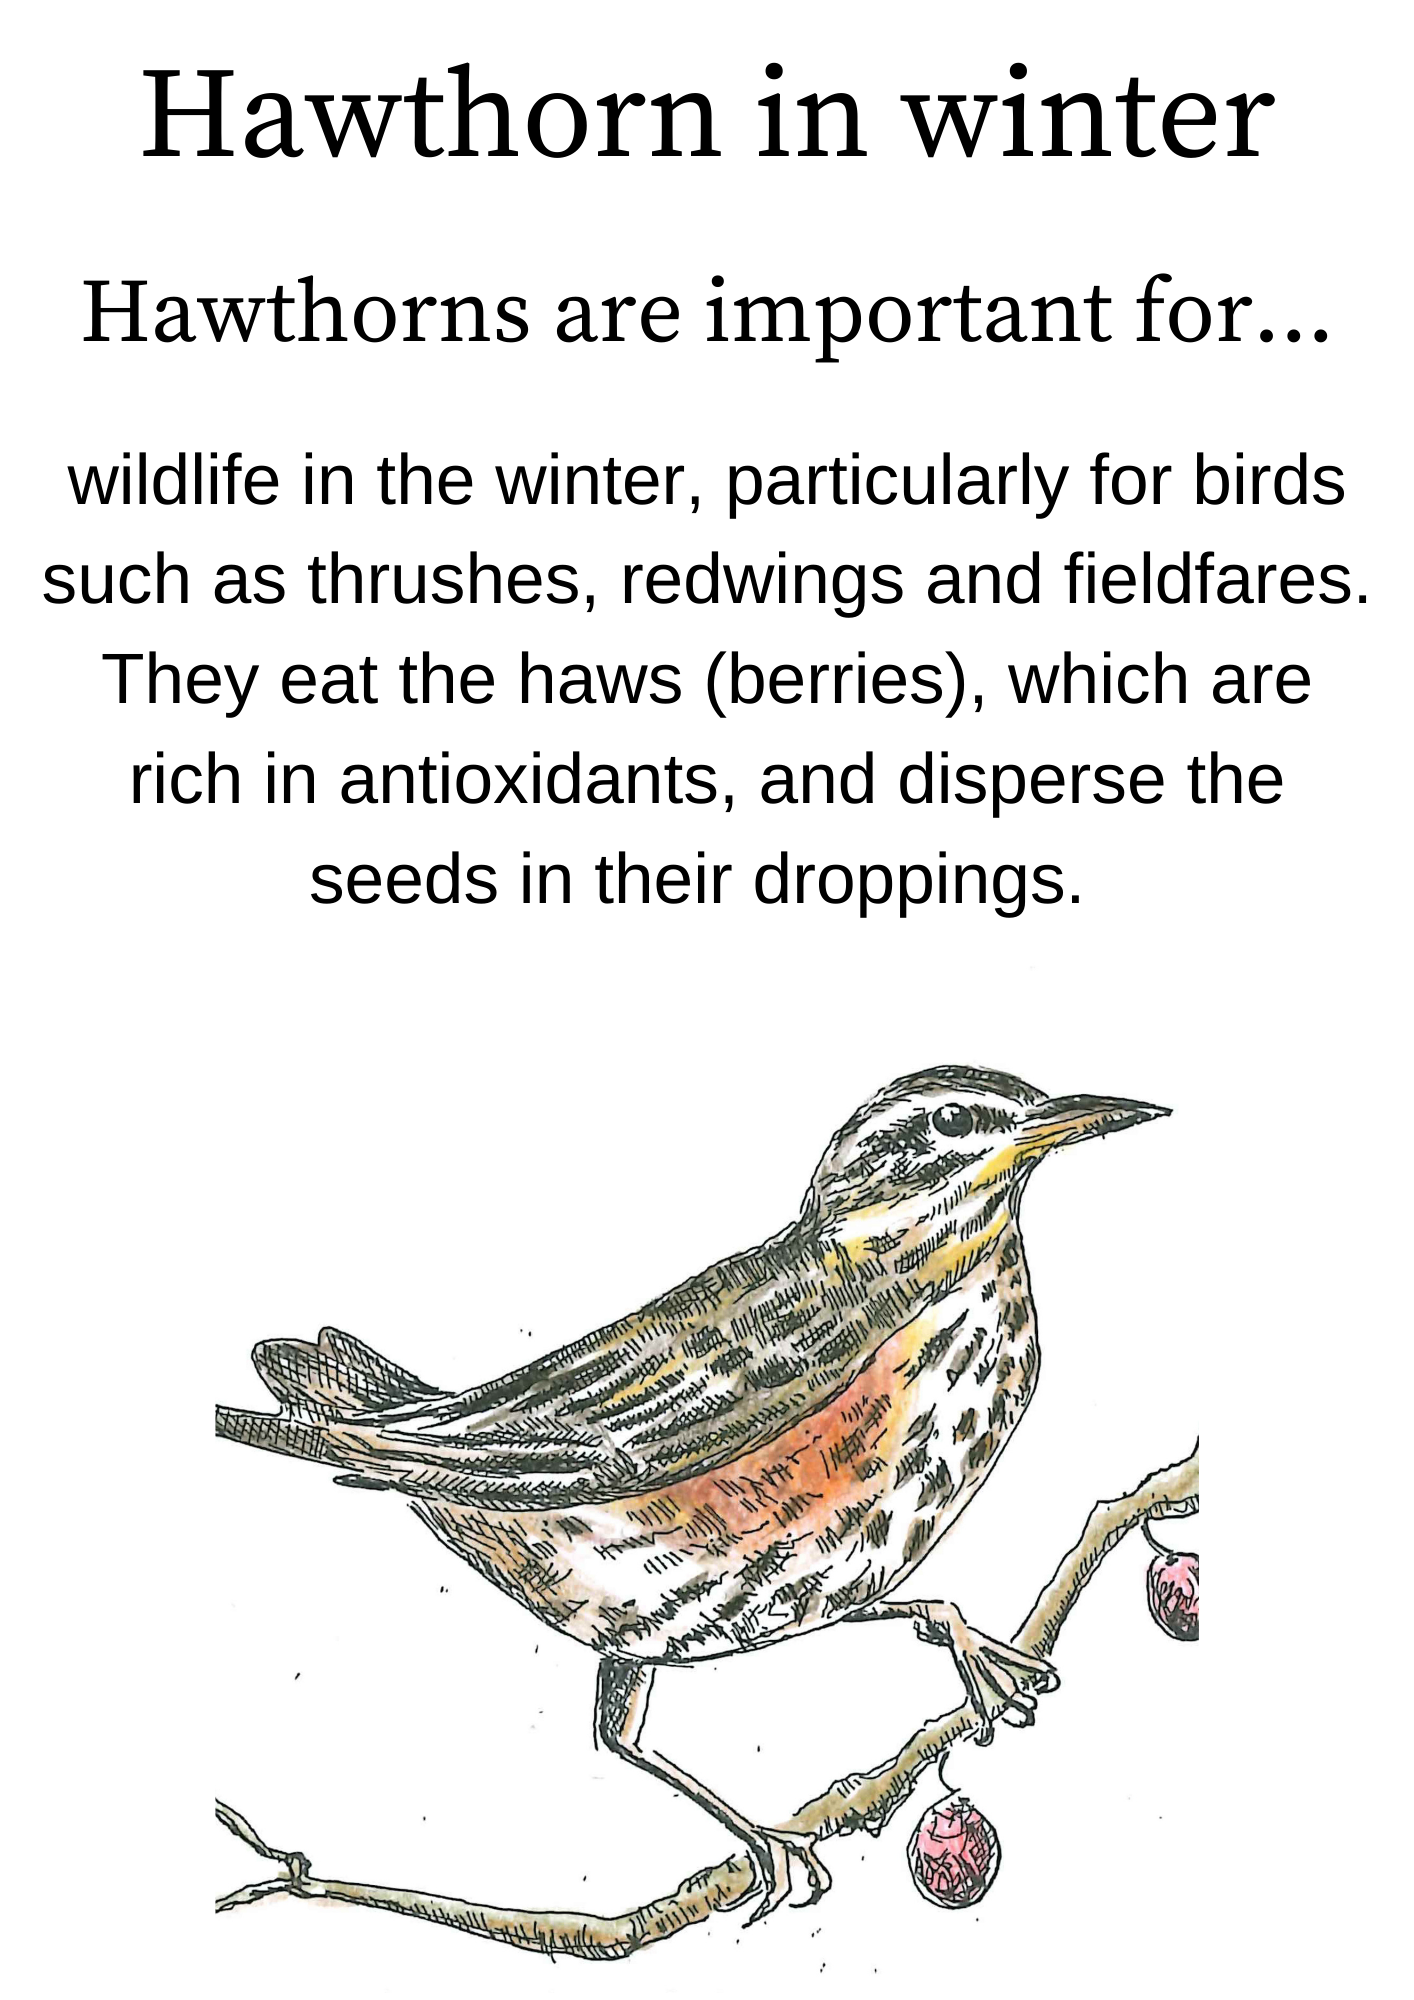 Hawthorn in winter
Hawthorns are important for...
wildlife in the winter, particularly for birds
such as thrushes, redwings and fieldfares.
They eat the haws (berries), which are
rich in antioxidants, and disperse the
seeds in their droppings.